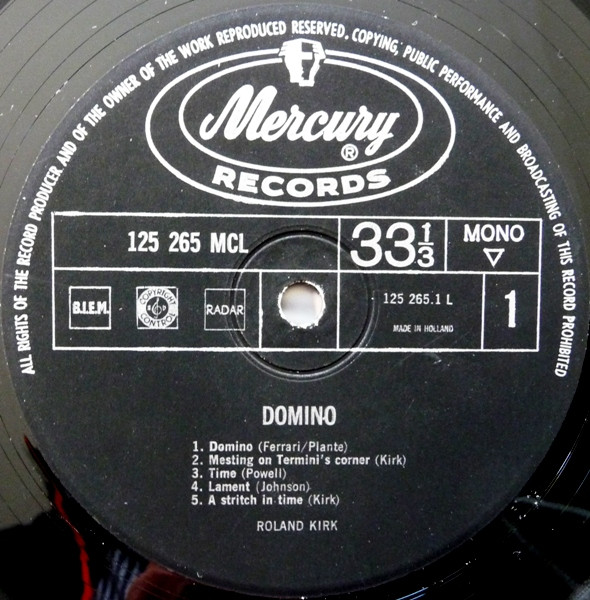 ALL RIGHTS OF THE RECORD PRODUCER AND OF THE OWNER OF THE WORK REPRODUCED RESERVED. COPYING, PUBLIC PERFORMANCE AND BROADCASTING OF THIS RECORD PROHIBITED
Mercury ®
RECORDS
125 265 MCL
33 1/3
MONO
▽
B.I.E.M.
COPYRIGHT CONTROL
RADAR
125 265.1 L
MADE IN HOLLAND
1
DOMINO
1. Domino (Ferrari/Plante)
2. Mesting on Termini's corner (Kirk)
3. Time (Powell)
4. Lament (Johnson)
5. A stritch in time (Kirk)
ROLAND KIRK